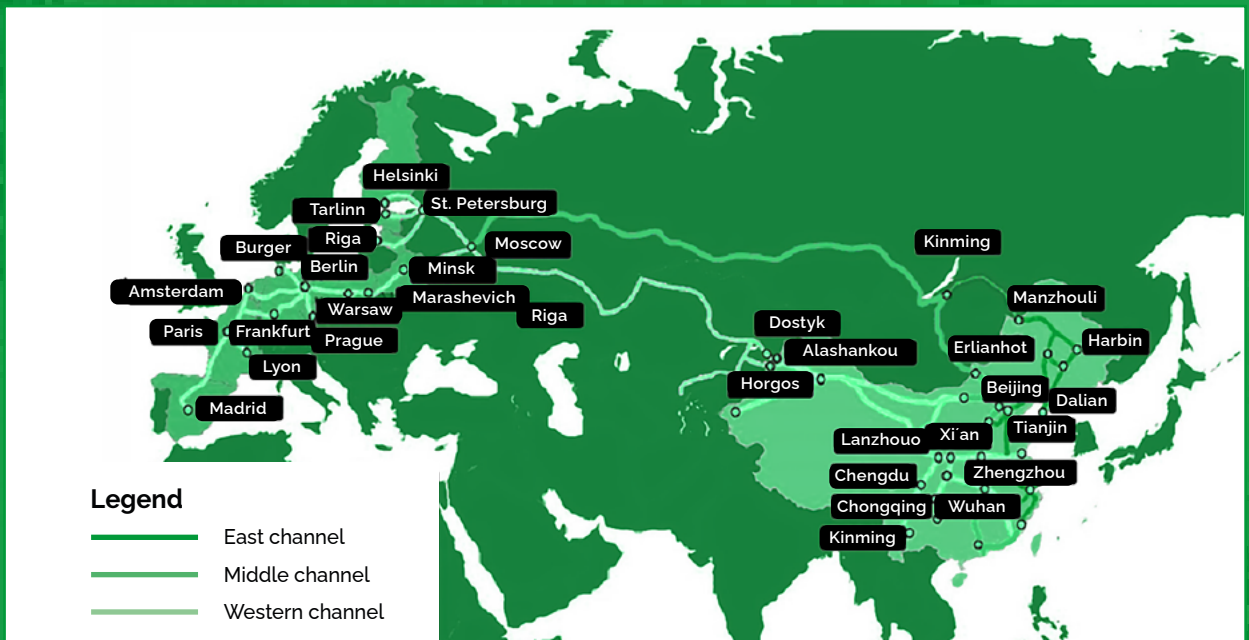 Helsinki
Tarlinn
St. Petersburg
Riga
Burger
Moscow
Kinming
Berlin
Minsk
Amsterdam
Marashevich
Manzhouli
Warsaw
Riga
Dostyk
Paris
Frankfurt
Prague
Alashankou
Erlianhot
Harbin
Lyon
Horgos
Beijing
Dalian
Madrid
Tianjin
Lanzhouo
Xi´an
Chengdu
Zhengzhou
Chongqing
Wuhan
Kinming
Legend
East channel
Middle channel
Western channel